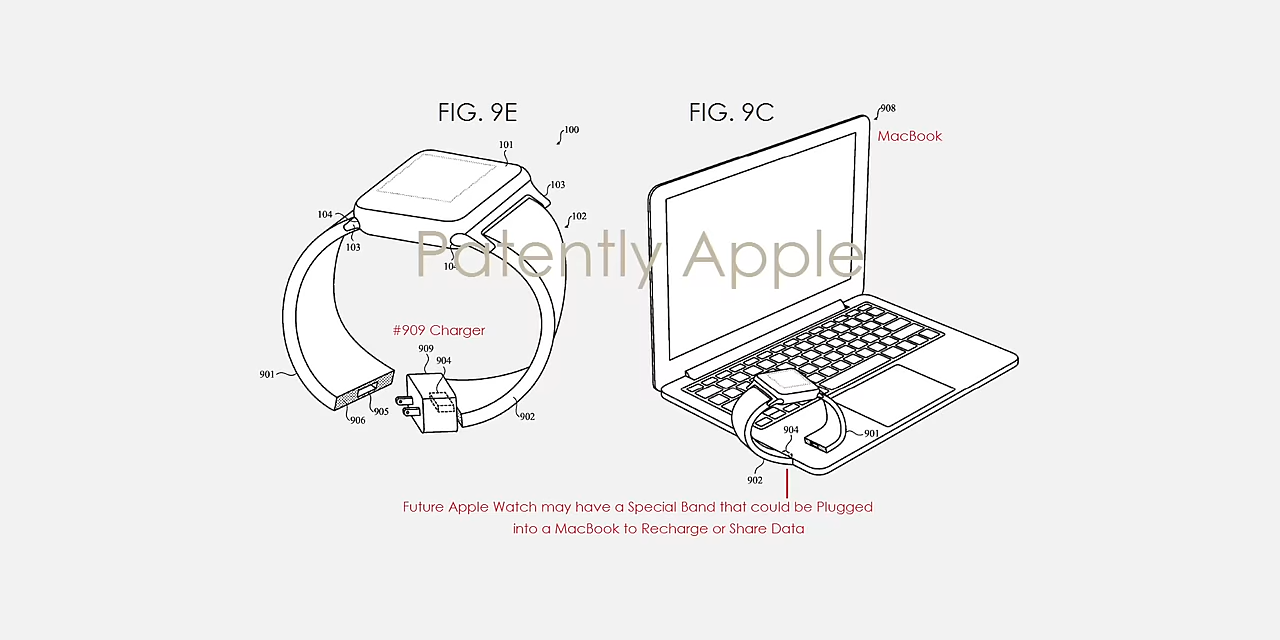 FIG. 9E
FIG. 9C
908
MacBook
100
101
103
104
103
102
10
Patently Apple
#909 Charger
909
904
901
905
906
902
904
901
902
Future Apple Watch may have a Special Band that could be Plugged
into a MacBook to Recharge or Share Data